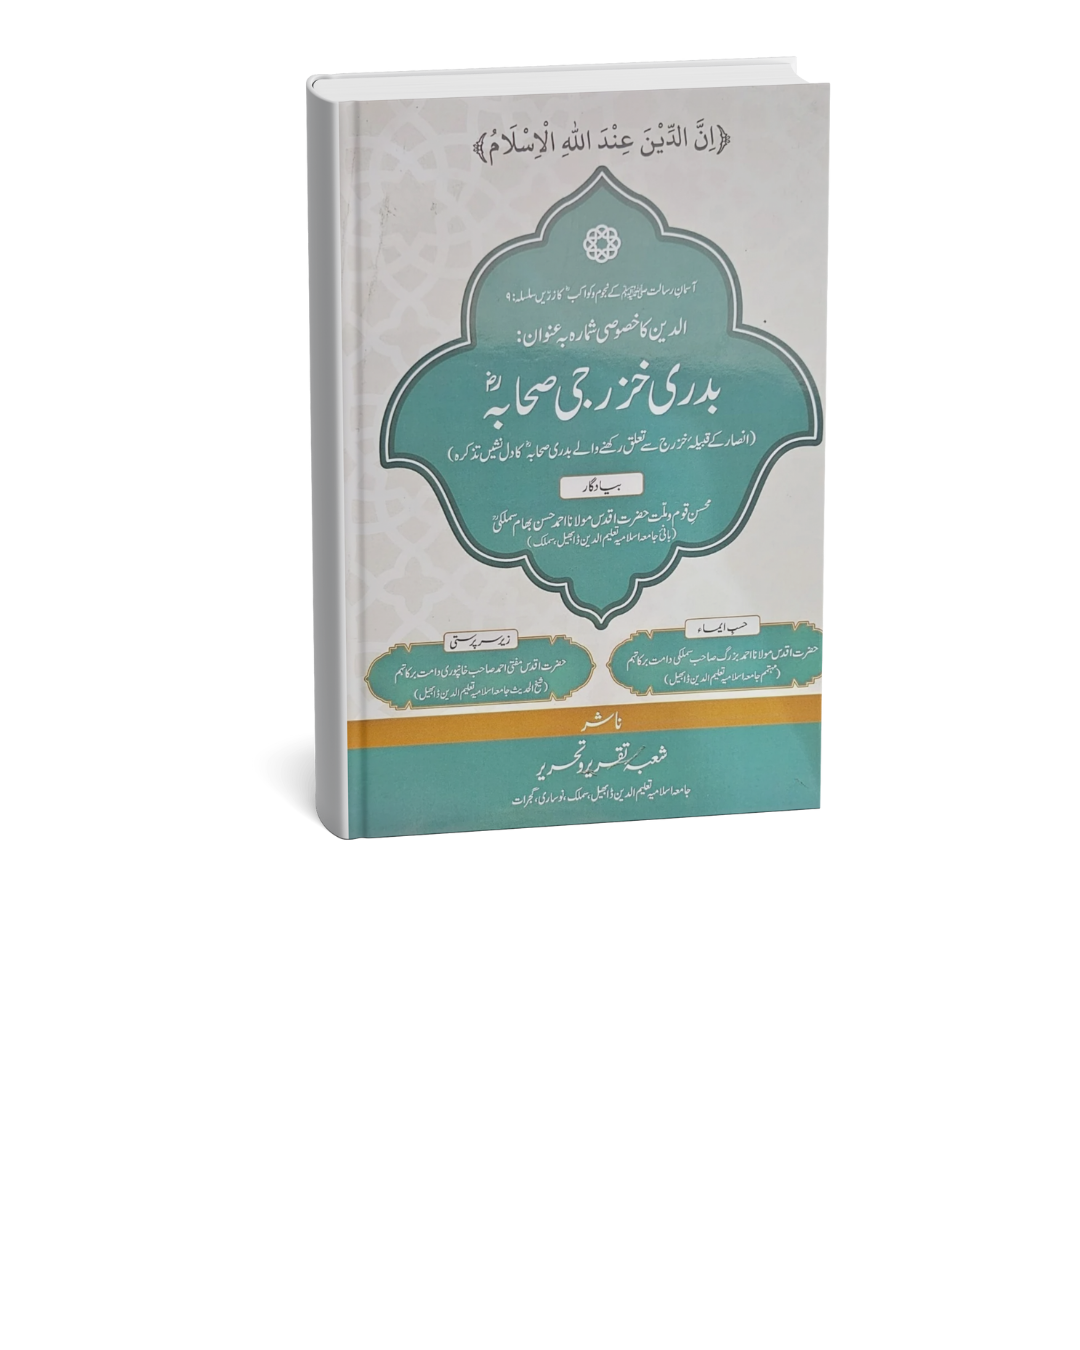 ﴿اِنَّ الدِّيْنَ عِنْدَ اللهِ الْاِسْلَامُ﴾
آسمانِ رسالت ﷺ کے نجوم وکواکبؓ کا زرّیں سلسلہ: ۹
الدین کا خصوصی شمارہ بہ عنوان:
بدری خزرجی صحابہؓ
(انصار کے قبیلۂ خزرج سے تعلق رکھنے والے بدری صحابہؓ کا دل نشیں تذکرہ)
بیادگار
محسنِ قوم وملّت حضرت اقدس مولانا احمد حسن بھام سملکیؒ
(بانیٔ جامعہ اسلامیہ تعلیم الدین ڈابھیل، سملک)
حسبِ ایماء
حضرت اقدس مولانا احمد بزرگ صاحب سملکی دامت برکاتہم
(مہتمم جامعہ اسلامیہ تعلیم الدین ڈابھیل)
زیرِ سرپرستی
حضرت اقدس مفتی احمد صاحب خانپوری دامت برکاتہم
(شیخ الحدیث جامعہ اسلامیہ تعلیم الدین ڈابھیل)
ناشر
شعبۂ تقریر وتحریر
جامعہ اسلامیہ تعلیم الدین ڈابھیل، سملک، نوساری، گجرات